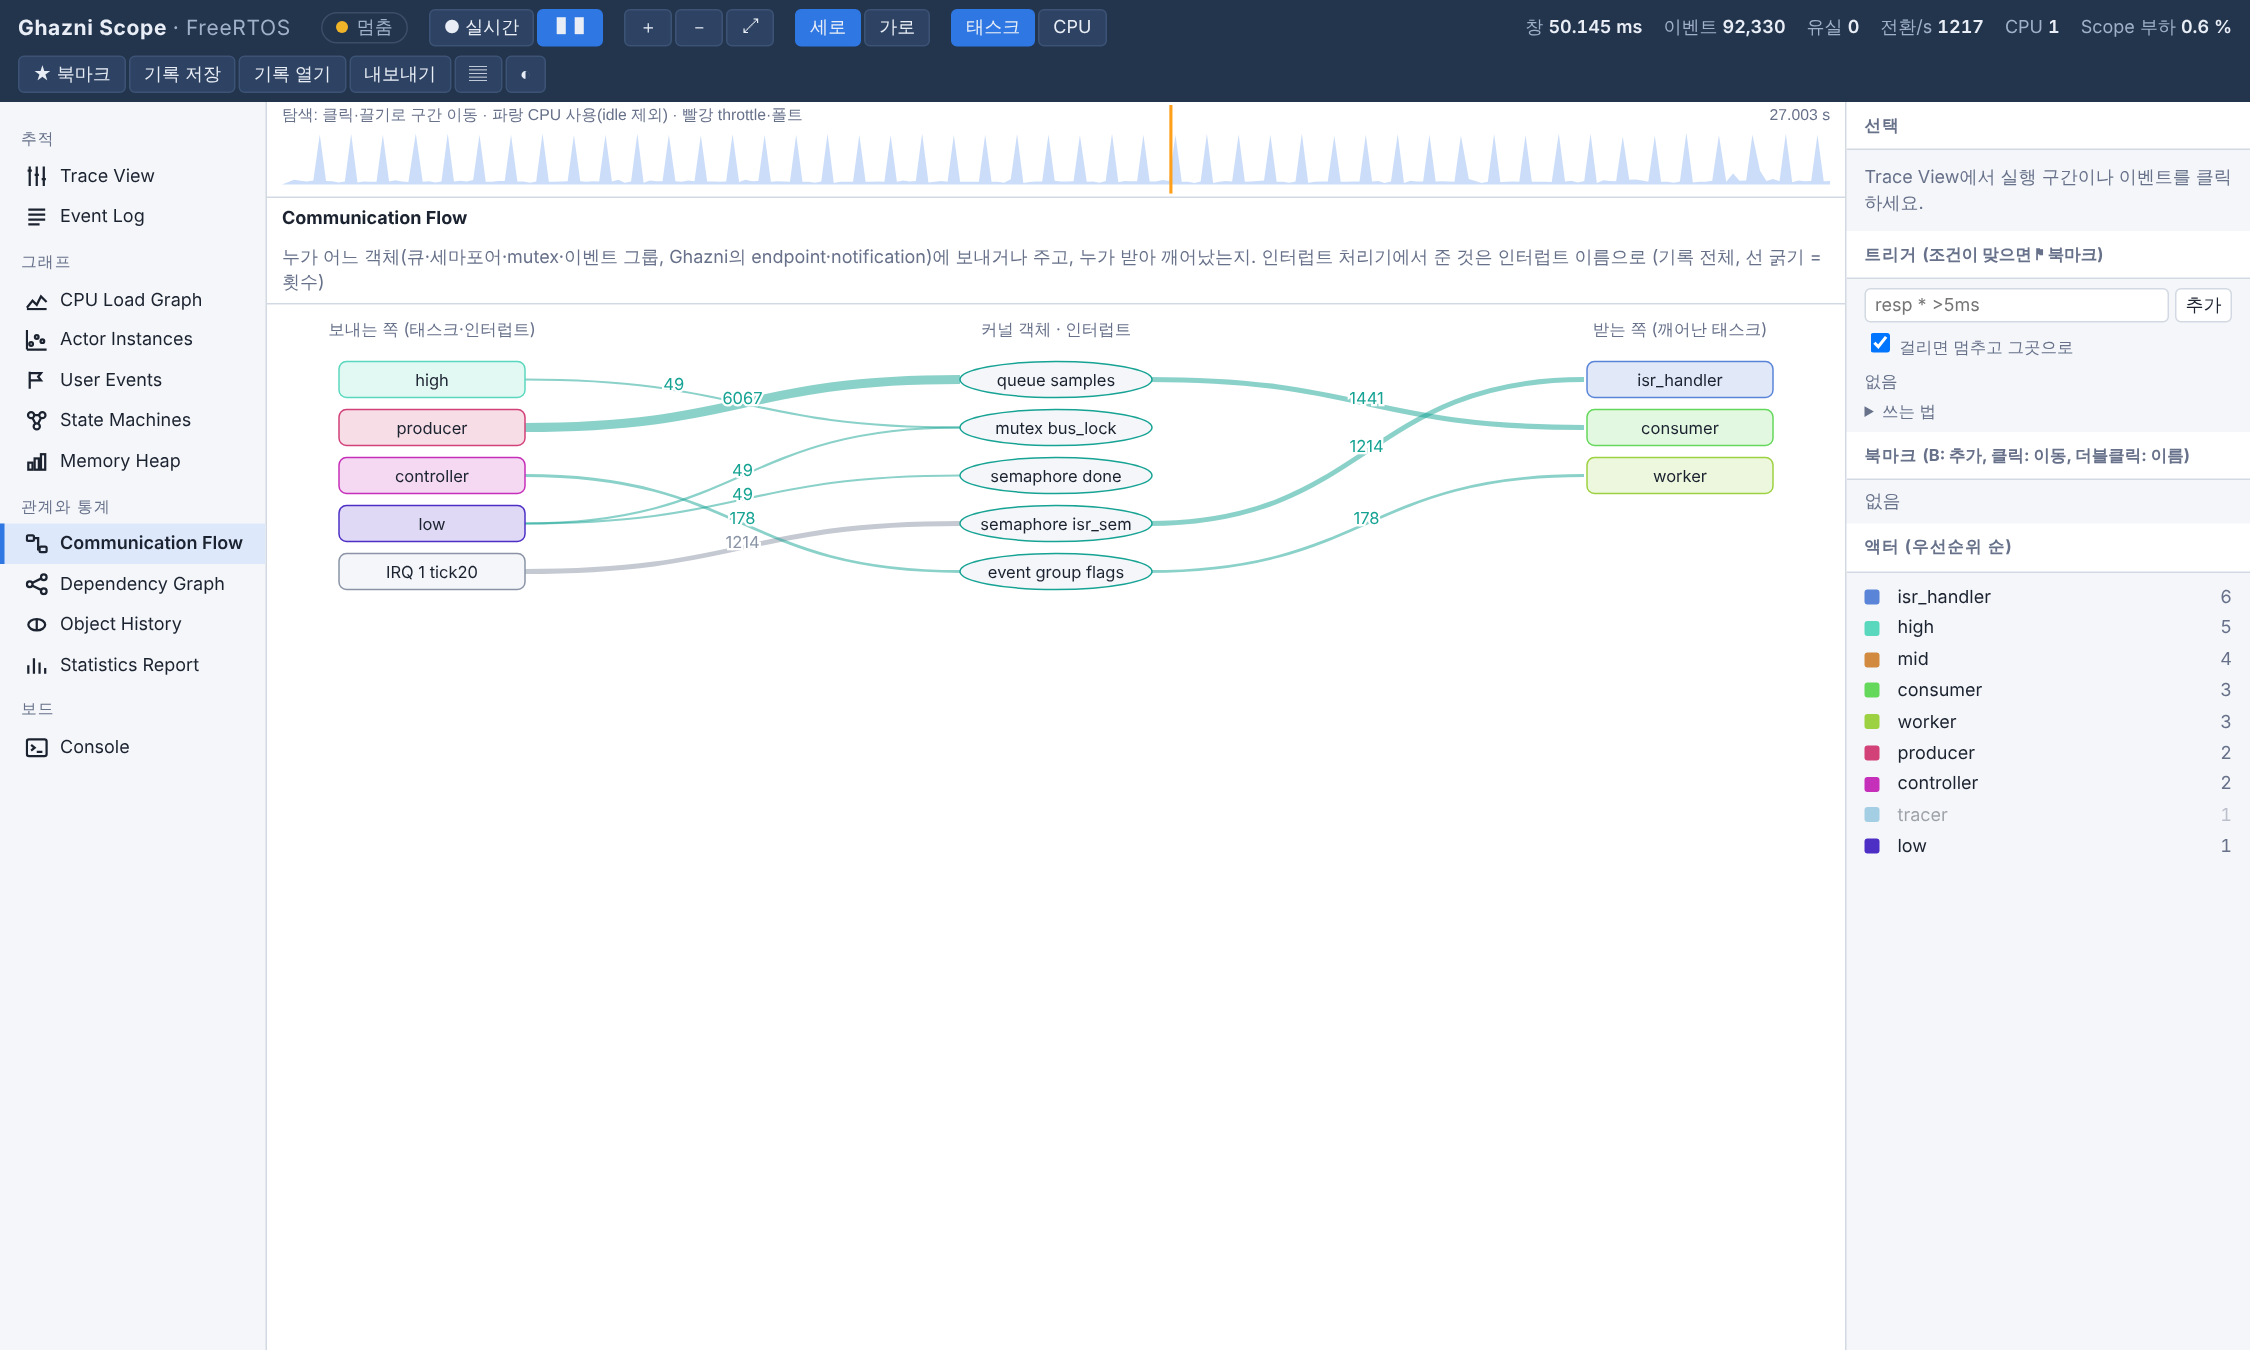 Ghazni Scope · FreeRTOS
멈춤
실시간
+
−
세로
가로
태스크
CPU
창 50.145 ms
이벤트 92,330
유실 0
전환/s 1217
CPU 1
Scope 부하 0.6 %
★ 북마크
기록 저장
기록 열기
내보내기
추적
Trace View
Event Log
그래프
CPU Load Graph
Actor Instances
User Events
State Machines
Memory Heap
관계와 통계
Communication Flow
Dependency Graph
Object History
Statistics Report
보드
Console
탐색: 클릭·끌기로 구간 이동 · 파랑 CPU 사용(idle 제외) · 빨강 throttle·폴트
27.003 s
Communication Flow
누가 어느 객체(큐·세마포어·mutex·이벤트 그룹, Ghazni의 endpoint·notification)에 보내거나 주고, 누가 받아 깨어났는지. 인터럽트 처리기에서 준 것은 인터럽트 이름으로 (기록 전체, 선 굵기 =
횟수)
보내는 쪽 (태스크·인터럽트)
커널 객체 · 인터럽트
받는 쪽 (깨어난 태스크)
high
producer
controller
low
IRQ 1 tick20
49
6067
49
49
178
1214
queue samples
mutex bus_lock
semaphore done
semaphore isr_sem
event group flags
1441
1214
178
isr_handler
consumer
worker
선택
Trace View에서 실행 구간이나 이벤트를 클릭
하세요.
트리거 (조건이 맞으면 ⚑ 북마크)
resp * >5ms
추가
걸리면 멈추고 그곳으로
없음
▶ 쓰는 법
북마크 (B: 추가, 클릭: 이동, 더블클릭: 이름)
없음
액터 (우선순위 순)
isr_handler 6
high 5
mid 4
consumer 3
worker 3
producer 2
controller 2
tracer 1
low 1